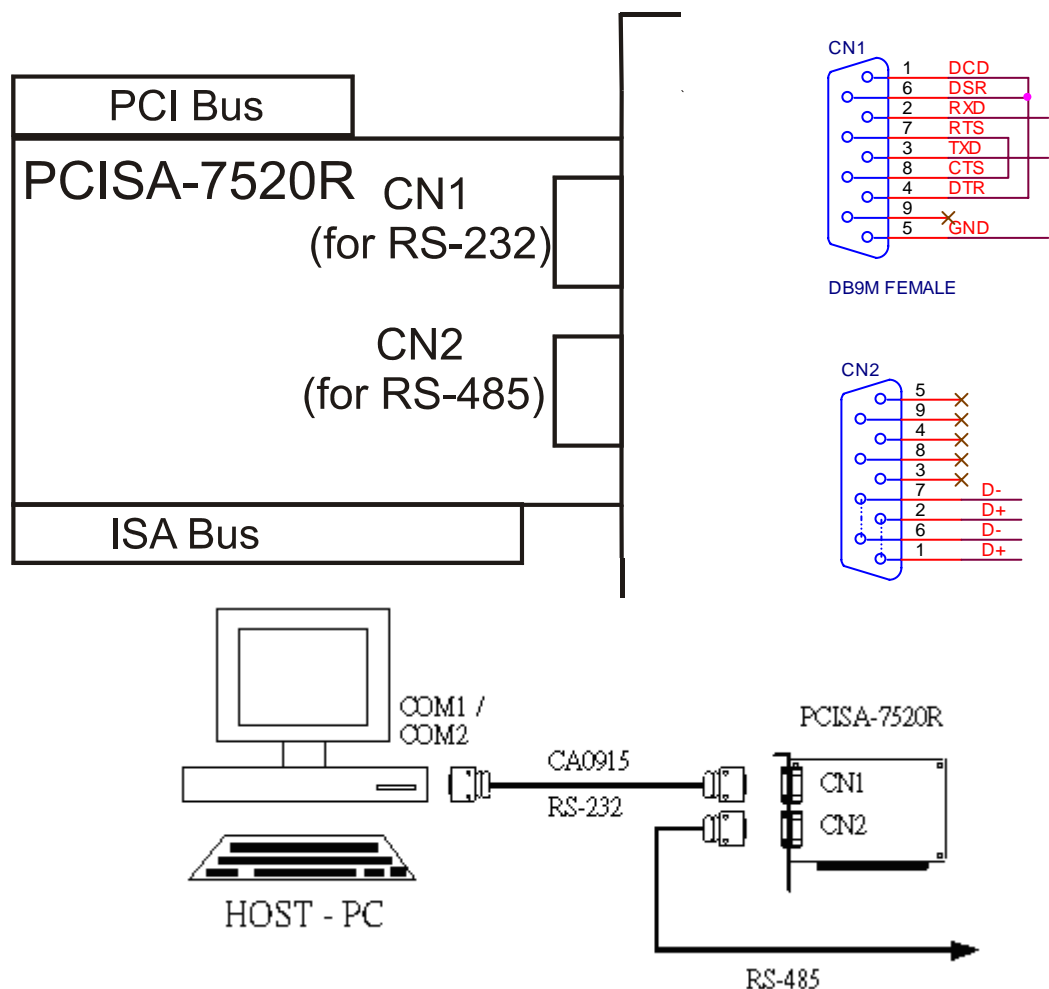 PCI Bus
PCISA-7520R
CN1
(for RS-232)
CN2
(for RS-485)
ISA Bus
CN1
1 DCD
6 DSR
2 RXD
7 RTS
3 TXD
8 CTS
4 DTR
9
5 GND
DB9M FEMALE
CN2
5
9
4
8
3
7 D-
2 D+
6 D-
1 D+
COM1 /
COM2
CA0915
RS-232
HOST - PC
PCISA-7520R
CN1
CN2
RS-485